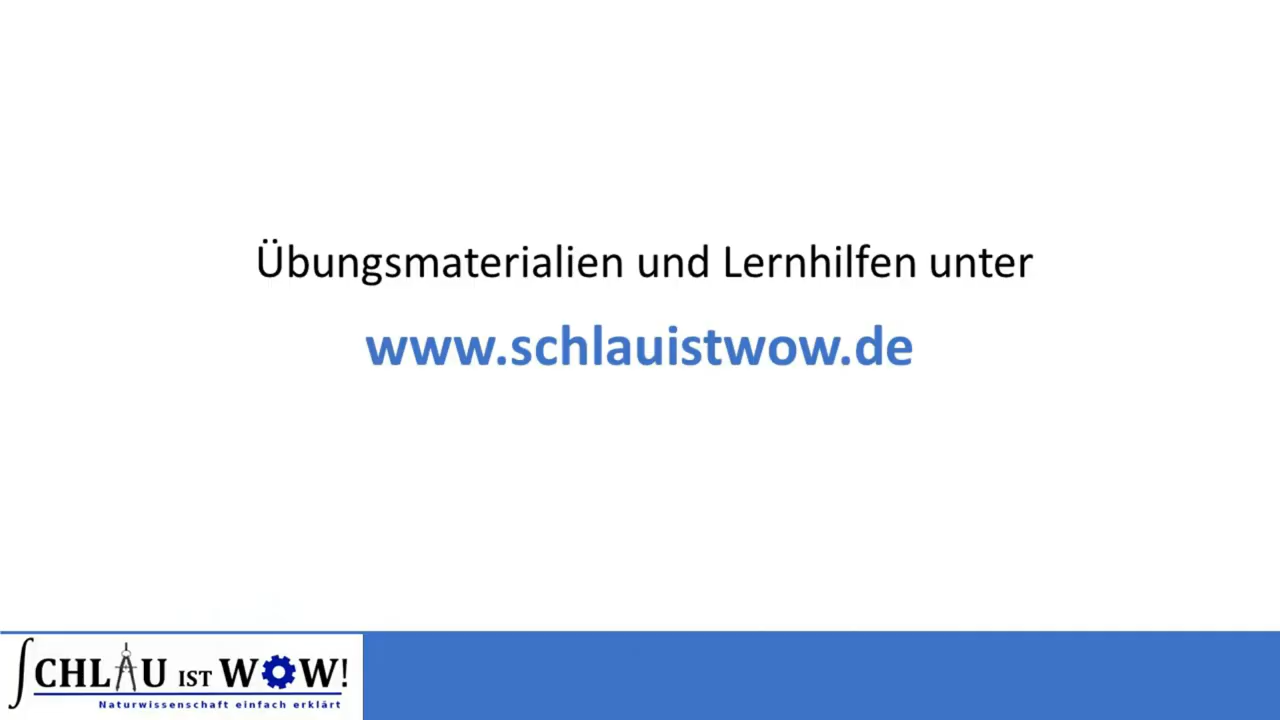 Übungsmaterialien und Lernhilfen unter
www.schlauistwow.de
SCHLAU IST WOW!
Naturwissenschaft einfach erklärt